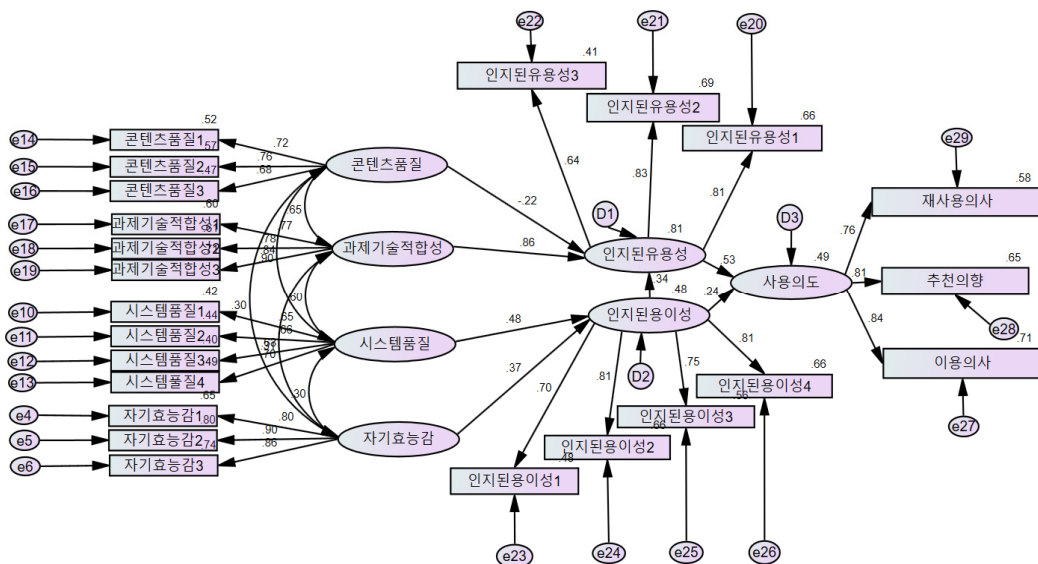 e22
e21
e20
.41
인지된유용성3
.69
인지된유용성2
.66
인지된유용성1
e14
.52
콘텐츠품질1
.57
.72
e15
콘텐츠품질2
.47
.76
e16
콘텐츠품질3
.68
콘텐츠품질
.60
e17
과제기술적합성1
.77
.65
e18
.78
e19
과제기술적합성3
.84
.90
과제기술적합성
-.22
.86
.64
.83
.81
D1
.81
인지된유용성
.53
D3
.49
사용의도
.34
.48
인지된용이성
.24
D2
e29
.58
재사용의사
.76
.65
추천의향
.81
e28
.84
.71
이용의사
e27
.42
e10
시스템품질1
.44
.65
.60
.30
e11
시스템품질2
.40
.66
e12
시스템품질3
.49
e13
시스템품질4
.70
시스템품질
.48
.37
.30
.65
e4
자기효능감1
.80
.80
e5
자기효능감2
.74
.90
e6
자기효능감3
.86
자기효능감
.70
.81
.75
.81
.66
인지된용이성4
.56
인지된용이성3
.66
인지된용이성2
.48
인지된용이성1
e23
e24
e25
e26